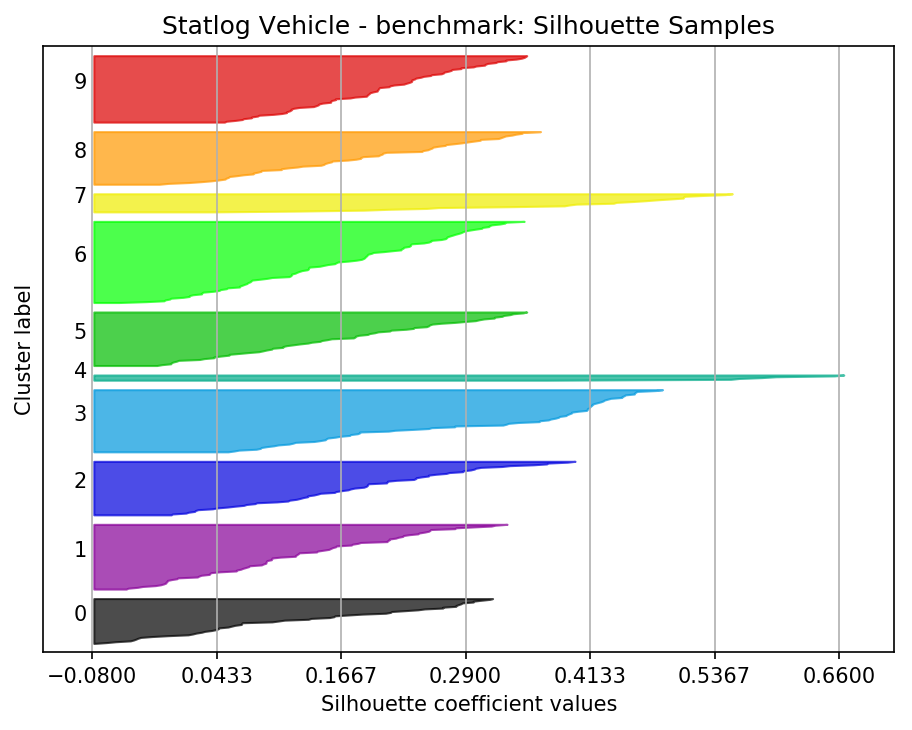 Statlog Vehicle - benchmark: Silhouette Samples
9
8
7
6
5
4
3
2
1
0
Cluster label
−0.0800 0.0433 0.1667 0.2900 0.4133 0.5367 0.6600
Silhouette coefficient values